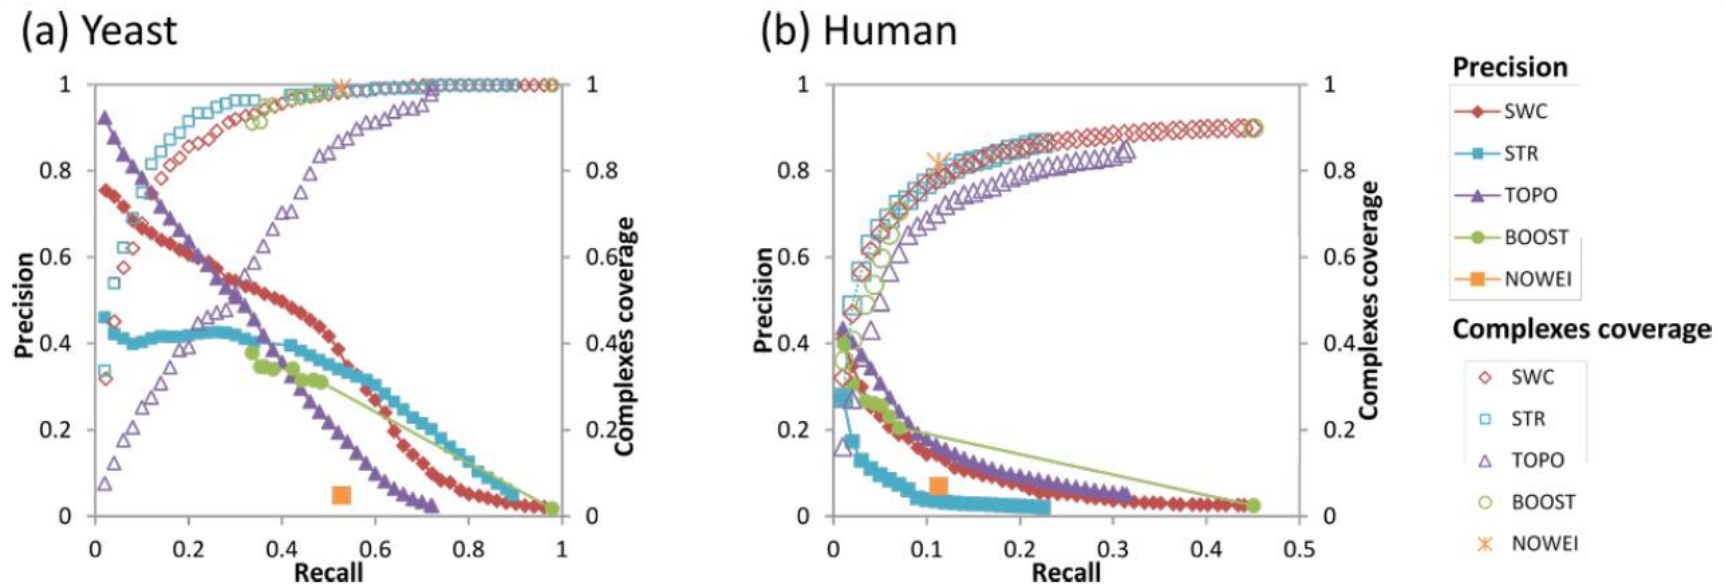 (a) Yeast
(b) Human
1
0.8
0.6
0.4
0.2
0
Precision
1
0.8
0.6
0.4
0.2
0
Complexes coverage
0
0.2
0.4
0.6
0.8
1
Recall
1
0.8
0.6
0.4
0.2
0
Precision
1
0.8
0.6
0.4
0.2
0
Complexes coverage
0
0.1
0.2
0.3
0.4
0.5
Recall
Precision
SWC
STR
TOPO
BOOST
NOWEI
Complexes coverage
SWC
STR
TOPO
BOOST
NOWEI